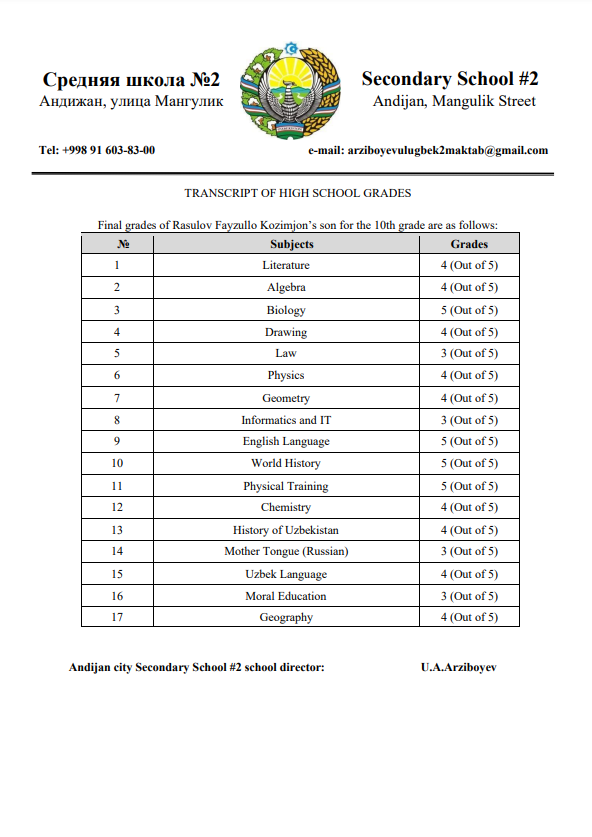 Средняя школа №2
Андижан, улица Мангулик
Secondary School #2
Andijan, Mangulik Street
Tel: +998 91 603-83-00
e-mail: arziboyevulugbek2maktab@gmail.com
TRANSCRIPT OF HIGH SCHOOL GRADES
Final grades of Rasulov Fayzullo Kozimjon’s son for the 10th grade are as follows:
№ Subjects Grades
1 Literature 4 (Out of 5)
2 Algebra 4 (Out of 5)
3 Biology 5 (Out of 5)
4 Drawing 4 (Out of 5)
5 Law 3 (Out of 5)
6 Physics 4 (Out of 5)
7 Geometry 4 (Out of 5)
8 Informatics and IT 3 (Out of 5)
9 English Language 5 (Out of 5)
10 World History 5 (Out of 5)
11 Physical Training 5 (Out of 5)
12 Chemistry 4 (Out of 5)
13 History of Uzbekistan 4 (Out of 5)
14 Mother Tongue (Russian) 3 (Out of 5)
15 Uzbek Language 4 (Out of 5)
16 Moral Education 3 (Out of 5)
17 Geography 4 (Out of 5)
Andijan city Secondary School #2 school director: U.A.Arziboyev